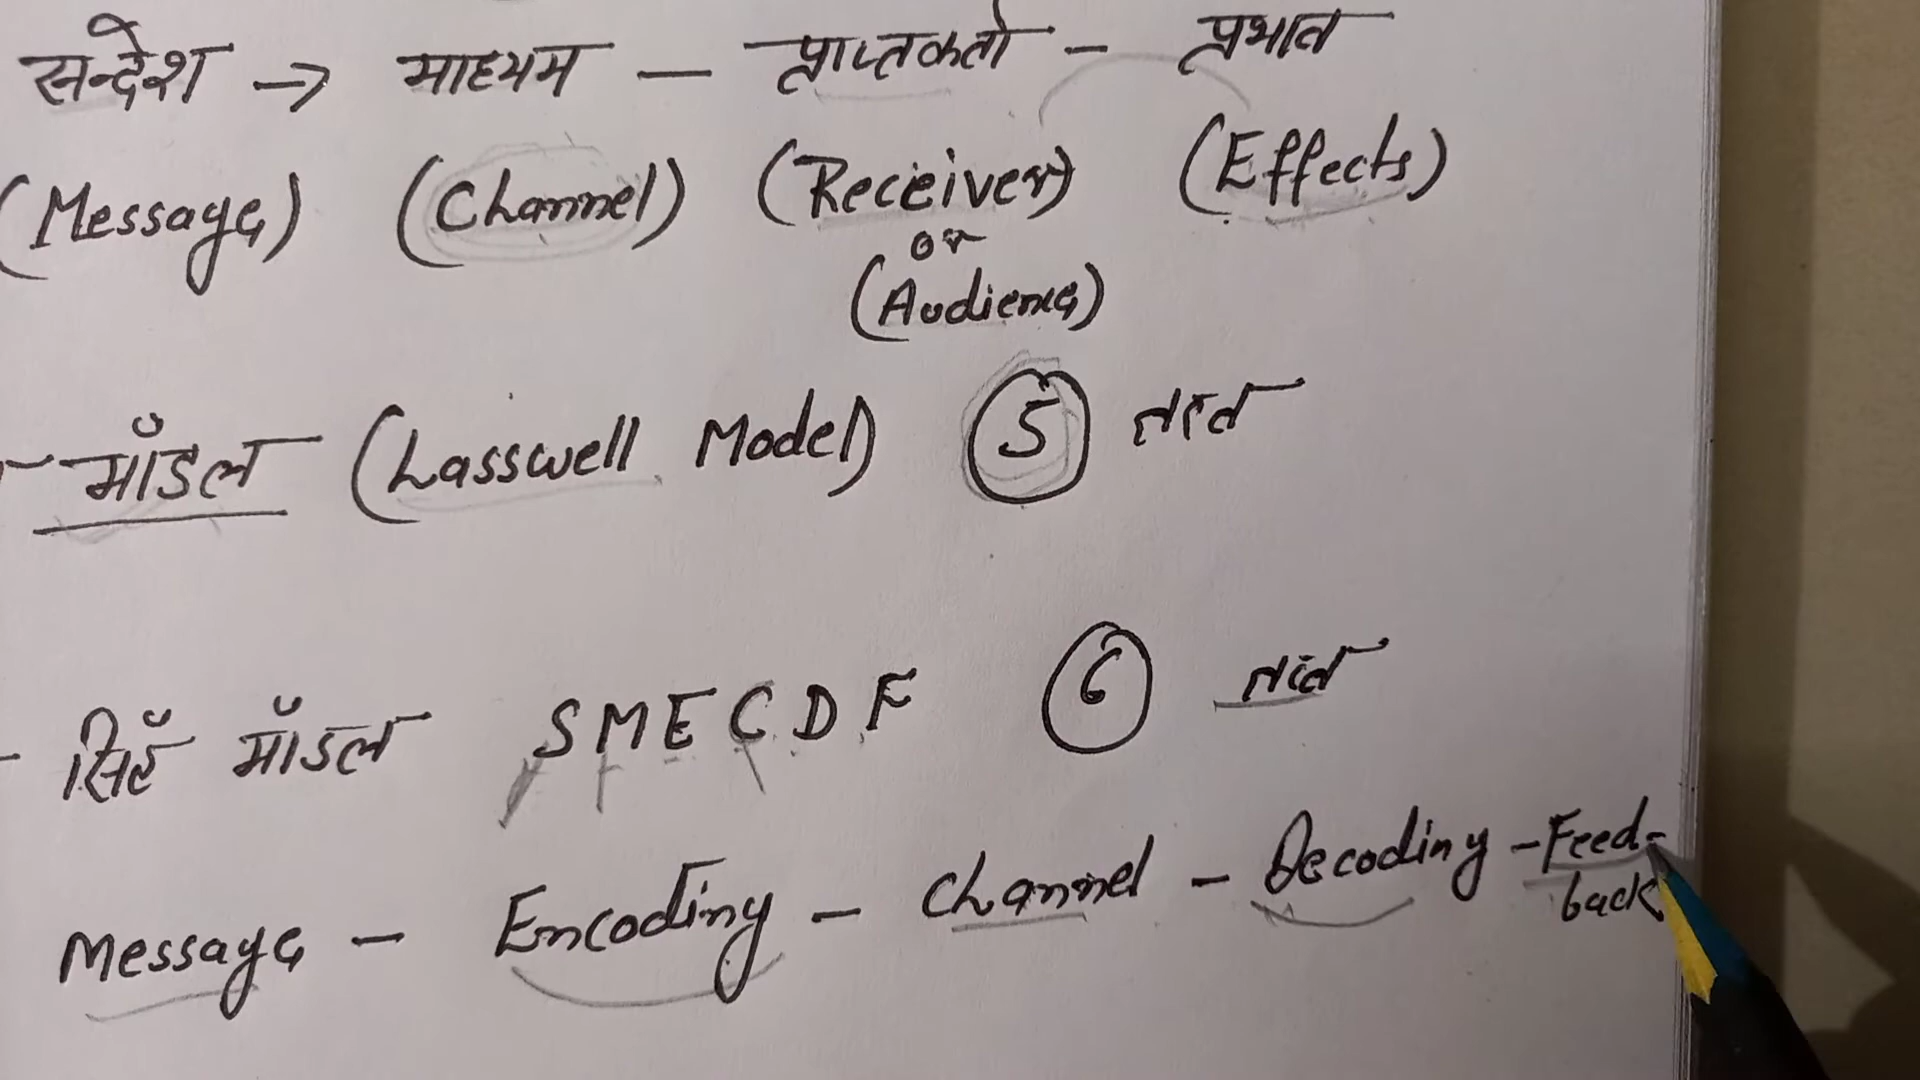 सन्देश → माध्यम — प्राप्तकर्ता — प्रभाव
(Message) (Channel) (Receiver) (Effects)
or
(Audience)
मॉडल (Lasswell Model) 5 तत्व
- मॉडल S M E C D F 6 तत्व
Message - Encoding - Channel - Decoding - Feed-
back